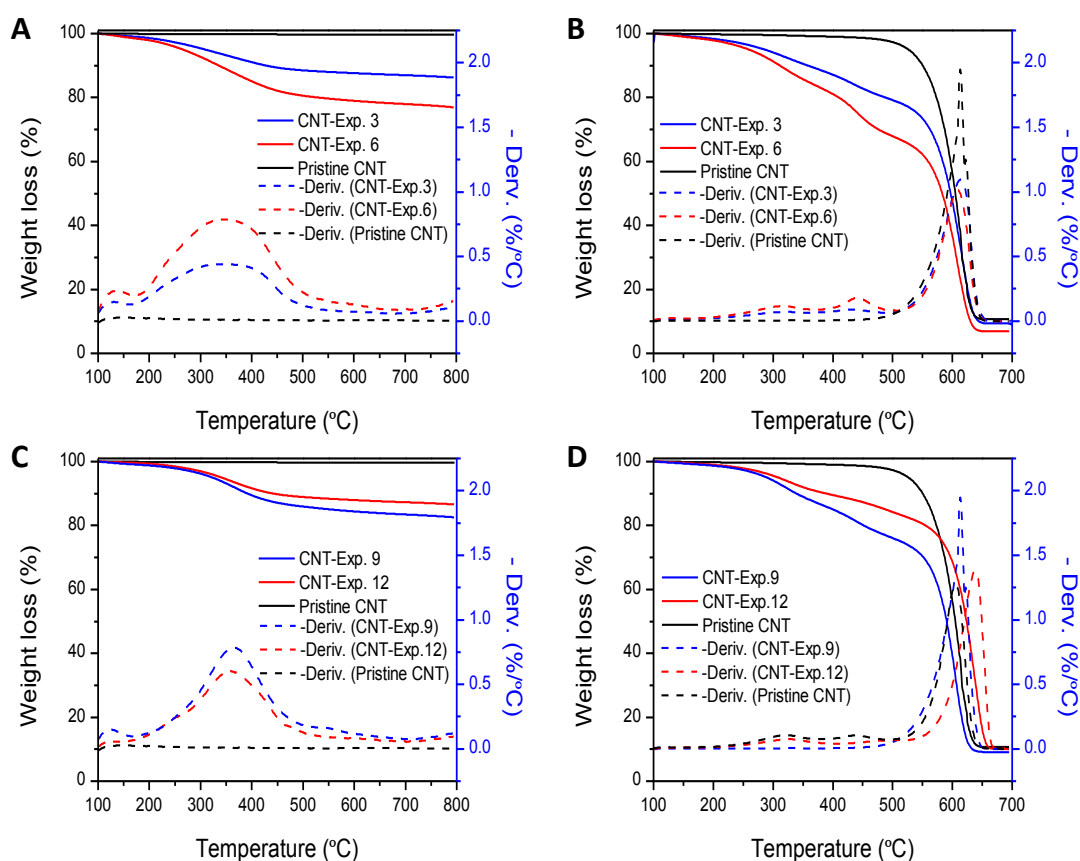 A
100
80
60
40
20
0
Weight loss (%)
CNT-Exp. 3
CNT-Exp. 6
Pristine CNT
-Deriv. (CNT-Exp.3)
-Deriv. (CNT-Exp.6)
-Deriv. (Pristine CNT)
2.0
1.5
1.0
0.5
0.0
- Derv. (%/ºC)
100 200 300 400 500 600 700 800
Temperature (ºC)
B
100
80
60
40
20
0
Weight loss (%)
CNT-Exp. 3
CNT-Exp. 6
Pristine CNT
-Deriv. (CNT-Exp.3)
-Deriv. (CNT-Exp.6)
-Deriv. (Pristine CNT)
2.0
1.5
1.0
0.5
0.0
- Derv. (%/ºC)
100 200 300 400 500 600 700
Temperature (ºC)
C
100
80
60
40
20
0
Weight loss (%)
CNT-Exp. 9
CNT-Exp. 12
Pristine CNT
-Deriv. (CNT-Exp.9)
-Deriv. (CNT-Exp.12)
-Deriv. (Pristine CNT)
2.0
1.5
1.0
0.5
0.0
- Derv. (%/ºC)
100 200 300 400 500 600 700 800
Temperature (ºC)
D
100
80
60
40
20
0
Weight loss (%)
CNT-Exp.9
CNT-Exp.12
Pristine CNT
-Deriv. (CNT-Exp.9)
-Deriv. (CNT-Exp.12)
-Deriv. (Pristine CNT)
2.0
1.5
1.0
0.5
0.0
- Derv. (%/ºC)
100 200 300 400 500 600 700
Temperature (ºC)